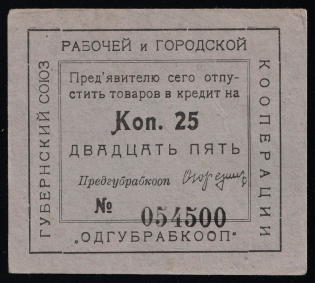 РАБОЧЕЙ и ГОРОДСКОЙ
ГУБЕРНСКИЙ СОЮЗ
КООПЕРАЦИИ
Пред'явителю сего отпу-
стить товаров в кредит на
Коп. 25
ДВАДЦАТЬ ПЯТЬ
Предгубрабкооп
№ 054500
„ОДГУБРАБКООП"